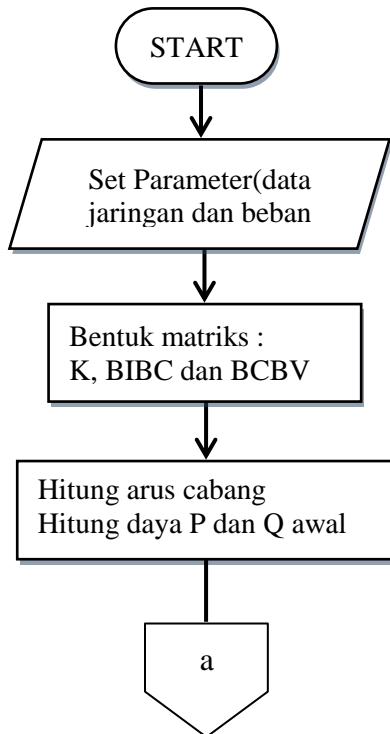 START
Set Parameter(data
jaringan dan beban
Bentuk matriks :
K, BIBC dan BCBV
Hitung arus cabang
Hitung daya P dan Q awal
a